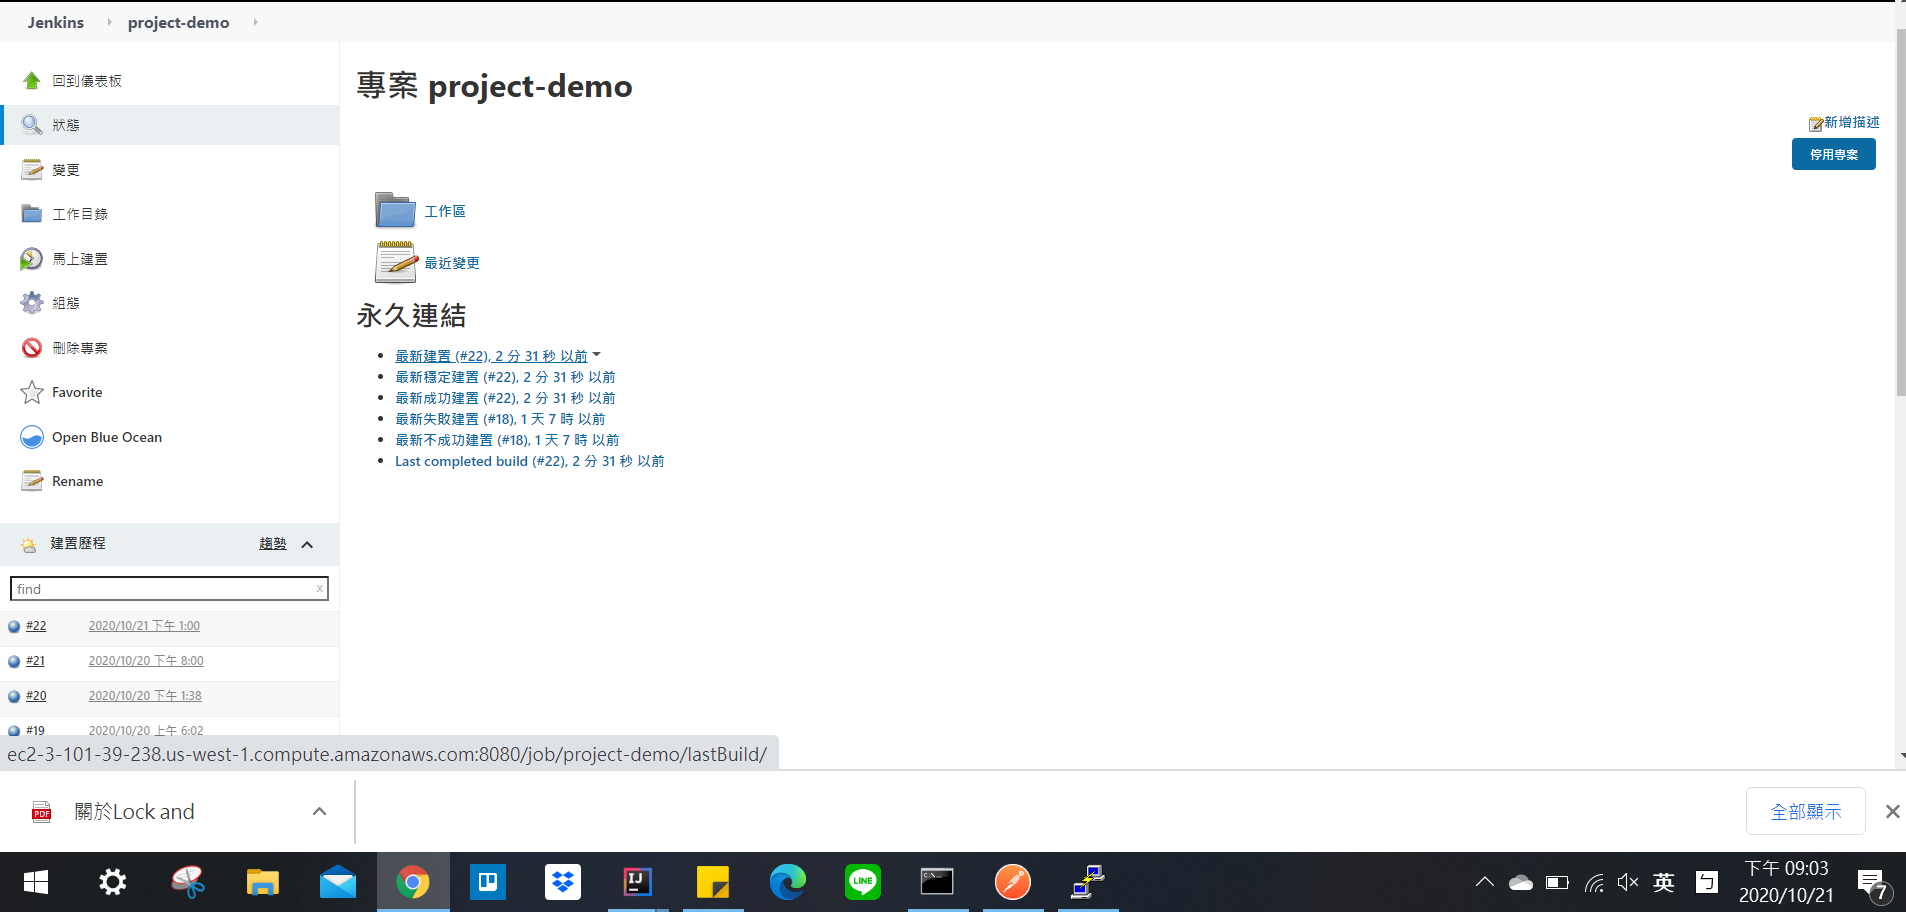 Jenkins project-demo
回到儀表板
狀態
變更
工作目錄
馬上建置
組態
刪除專案
Favorite
Open Blue Ocean
Rename
建置歷程 趨勢
find x
#22 2020/10/21 下午 1:00
#21 2020/10/20 下午 8:00
#20 2020/10/20 下午 1:38
#19 2020/10/20 上午 6:02
專案 project-demo
新增描述
停用專案
工作區
最近變更
永久連結
最新建置 (#22), 2 分 31 秒 以前
最新穩定建置 (#22), 2 分 31 秒 以前
最新成功建置 (#22), 2 分 31 秒 以前
最新失敗建置 (#18), 1 天 7 時 以前
最新不成功建置 (#18), 1 天 7 時 以前
Last completed build (#22), 2 分 31 秒 以前
ec2-3-101-39-238.us-west-1.compute.amazonaws.com:8080/job/project-demo/lastBuild/
PDF 關於Lock and
全部顯示
IJ
LINE
C:\
英
ㄅ
下午 09:03
2020/10/21
7